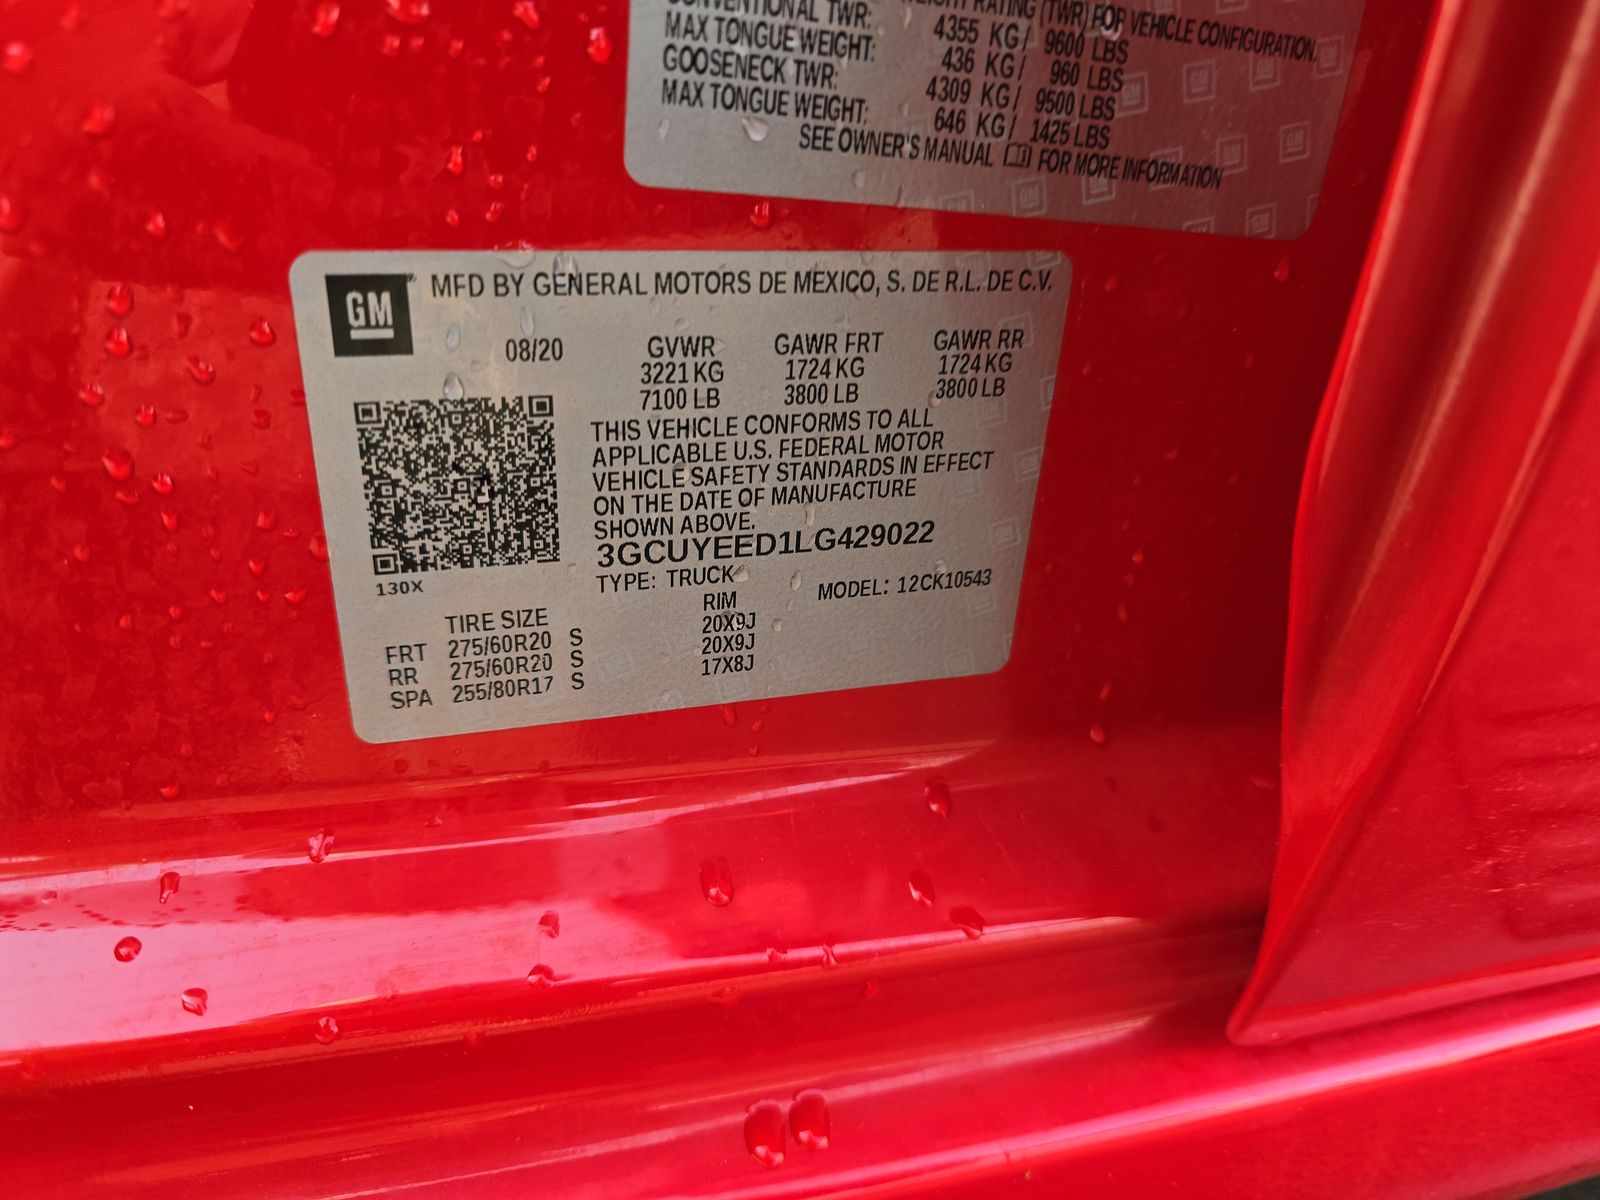 WEIGHT RATING (TWR) FOR VEHICLE CONFIGURATION.
CONVENTIONAL TWR: 4355 KG/ 9600 LBS
MAX TONGUE WEIGHT: 436 KG/ 960 LBS
GOOSENECK TWR: 4309 KG/ 9500 LBS
MAX TONGUE WEIGHT: 646 KG/ 1425 LBS
SEE OWNER'S MANUAL FOR MORE INFORMATION
GM MFD BY GENERAL MOTORS DE MEXICO, S. DE R.L. DE C.V.
08/20 GVWR GAWR FRT GAWR RR
3221 KG 1724 KG 1724 KG
7100 LB 3800 LB 3800 LB
THIS VEHICLE CONFORMS TO ALL
APPLICABLE U.S. FEDERAL MOTOR
VEHICLE SAFETY STANDARDS IN EFFECT
ON THE DATE OF MANUFACTURE
SHOWN ABOVE.
3GCUYEED1LG429022
130X
TYPE: TRUCK MODEL: 12CK10543
TIRE SIZE RIM
FRT 275/60R20 S 20X9J
RR 275/60R20 S 20X9J
SPA 255/80R17 S 17X8J